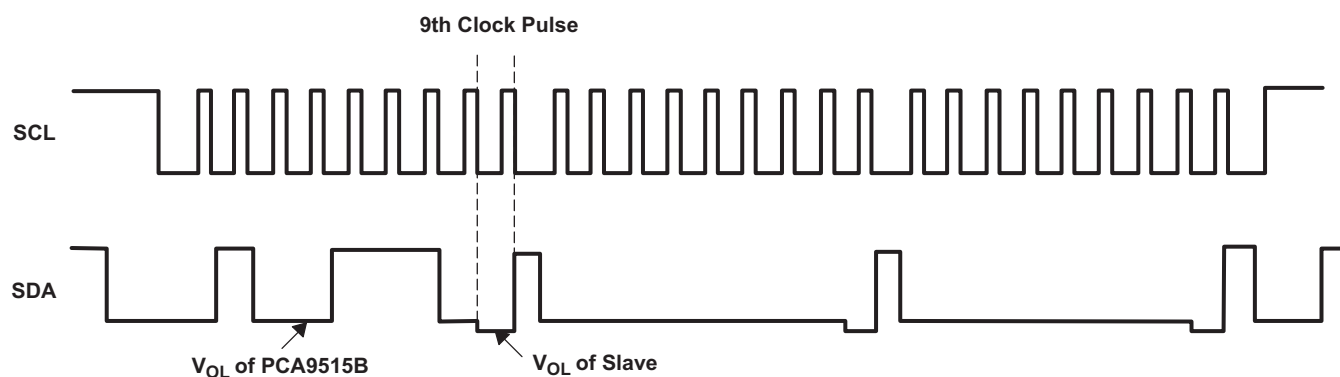 9th Clock Pulse
SCL
SDA
VOL of PCA9515B
VOL of Slave